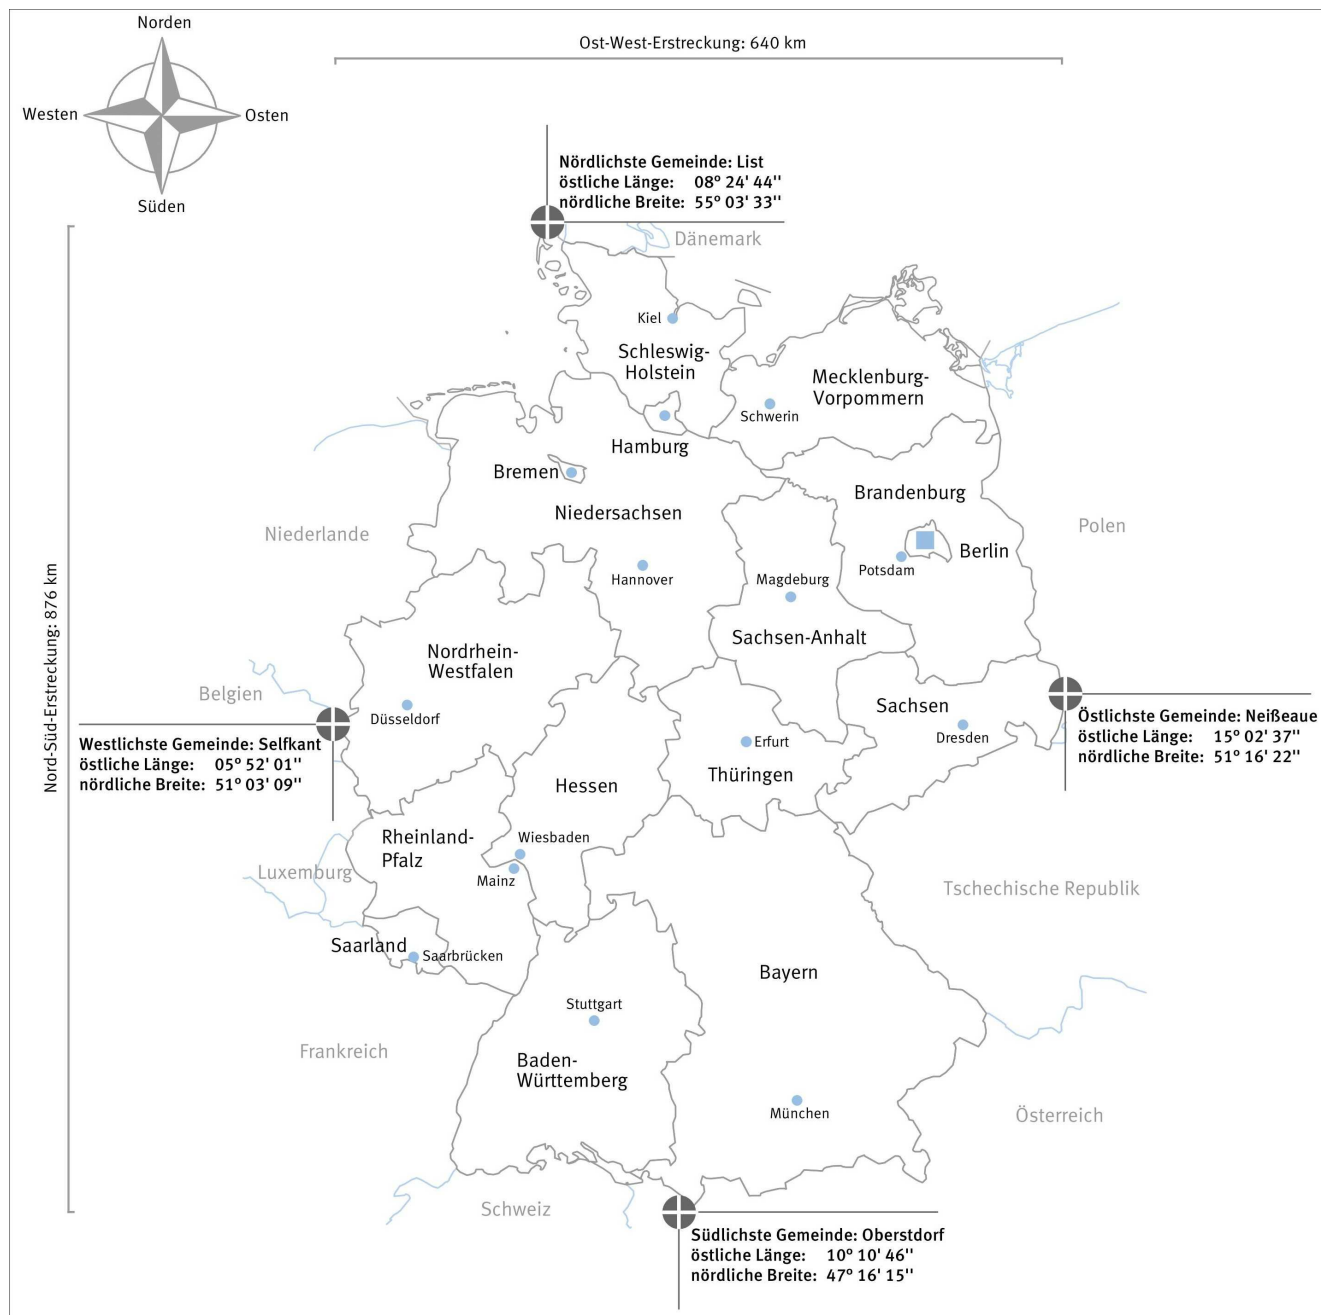 Norden
Ost-West-Erstreckung: 640 km
Westen
Osten
Süden
Nördlichste Gemeinde: List
östliche Länge: 08° 24' 44''
nördliche Breite: 55° 03' 33''
Dänemark
Kiel
Schleswig-
Holstein
Mecklenburg-
Vorpommern
Schwerin
Hamburg
Bremen
Brandenburg
Niedersachsen
Niederlande
Polen
Berlin
Potsdam
Hannover
Magdeburg
Nord-Süd-Erstreckung: 876 km
Sachsen-Anhalt
Nordrhein-
Westfalen
Belgien
Düsseldorf
Sachsen
Dresden
Westlichste Gemeinde: Selfkant
östliche Länge: 05° 52' 01''
nördliche Breite: 51° 03' 09''
Östlichste Gemeinde: Neißeaue
östliche Länge: 15° 02' 37''
nördliche Breite: 51° 16' 22''
Erfurt
Thüringen
Hessen
Rheinland-
Pfalz
Wiesbaden
Mainz
Luxemburg
Tschechische Republik
Saarland
Saarbrücken
Bayern
Stuttgart
Frankreich
Baden-
Württemberg
München
Österreich
Schweiz
Südlichste Gemeinde: Oberstdorf
östliche Länge: 10° 10' 46''
nördliche Breite: 47° 16' 15''